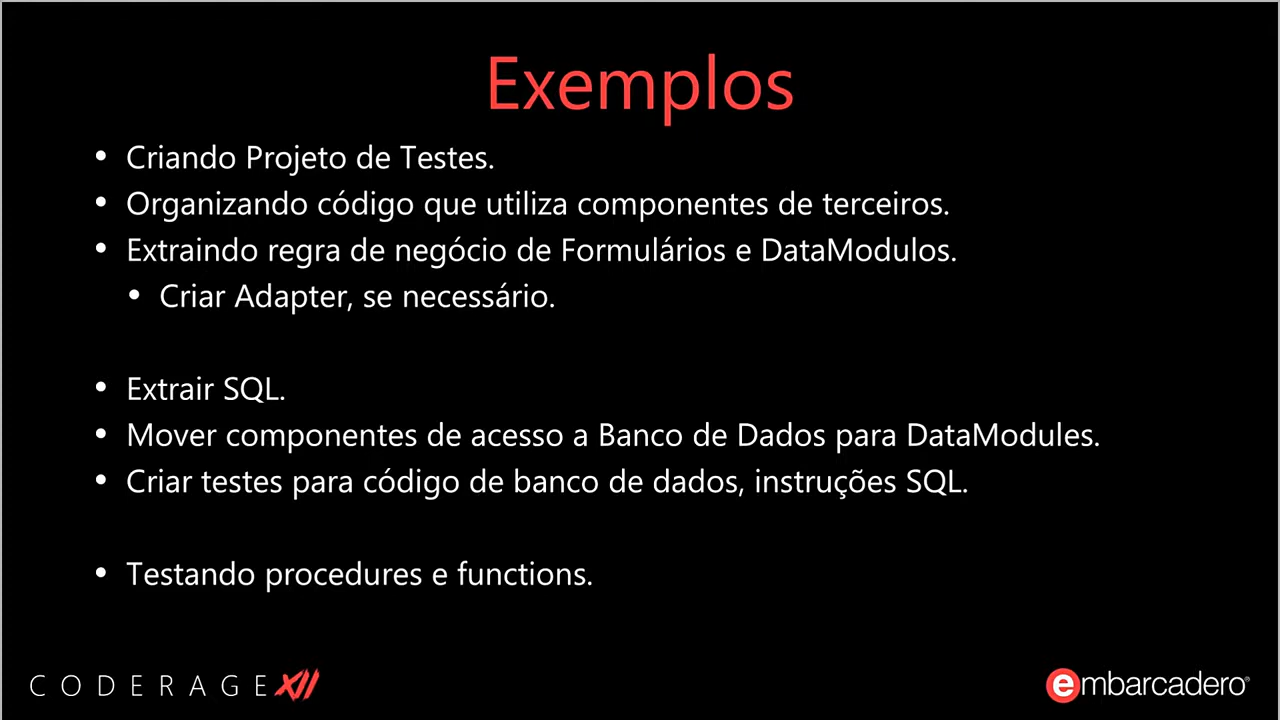 Exemplos
• Criando Projeto de Testes.
• Organizando código que utiliza componentes de terceiros.
• Extraindo regra de negócio de Formulários e DataModulos.
• Criar Adapter, se necessário.
• Extrair SQL.
• Mover componentes de acesso a Banco de Dados para DataModules.
• Criar testes para código de banco de dados, instruções SQL.
• Testando procedures e functions.
CODERAGE XII
embarcadero®